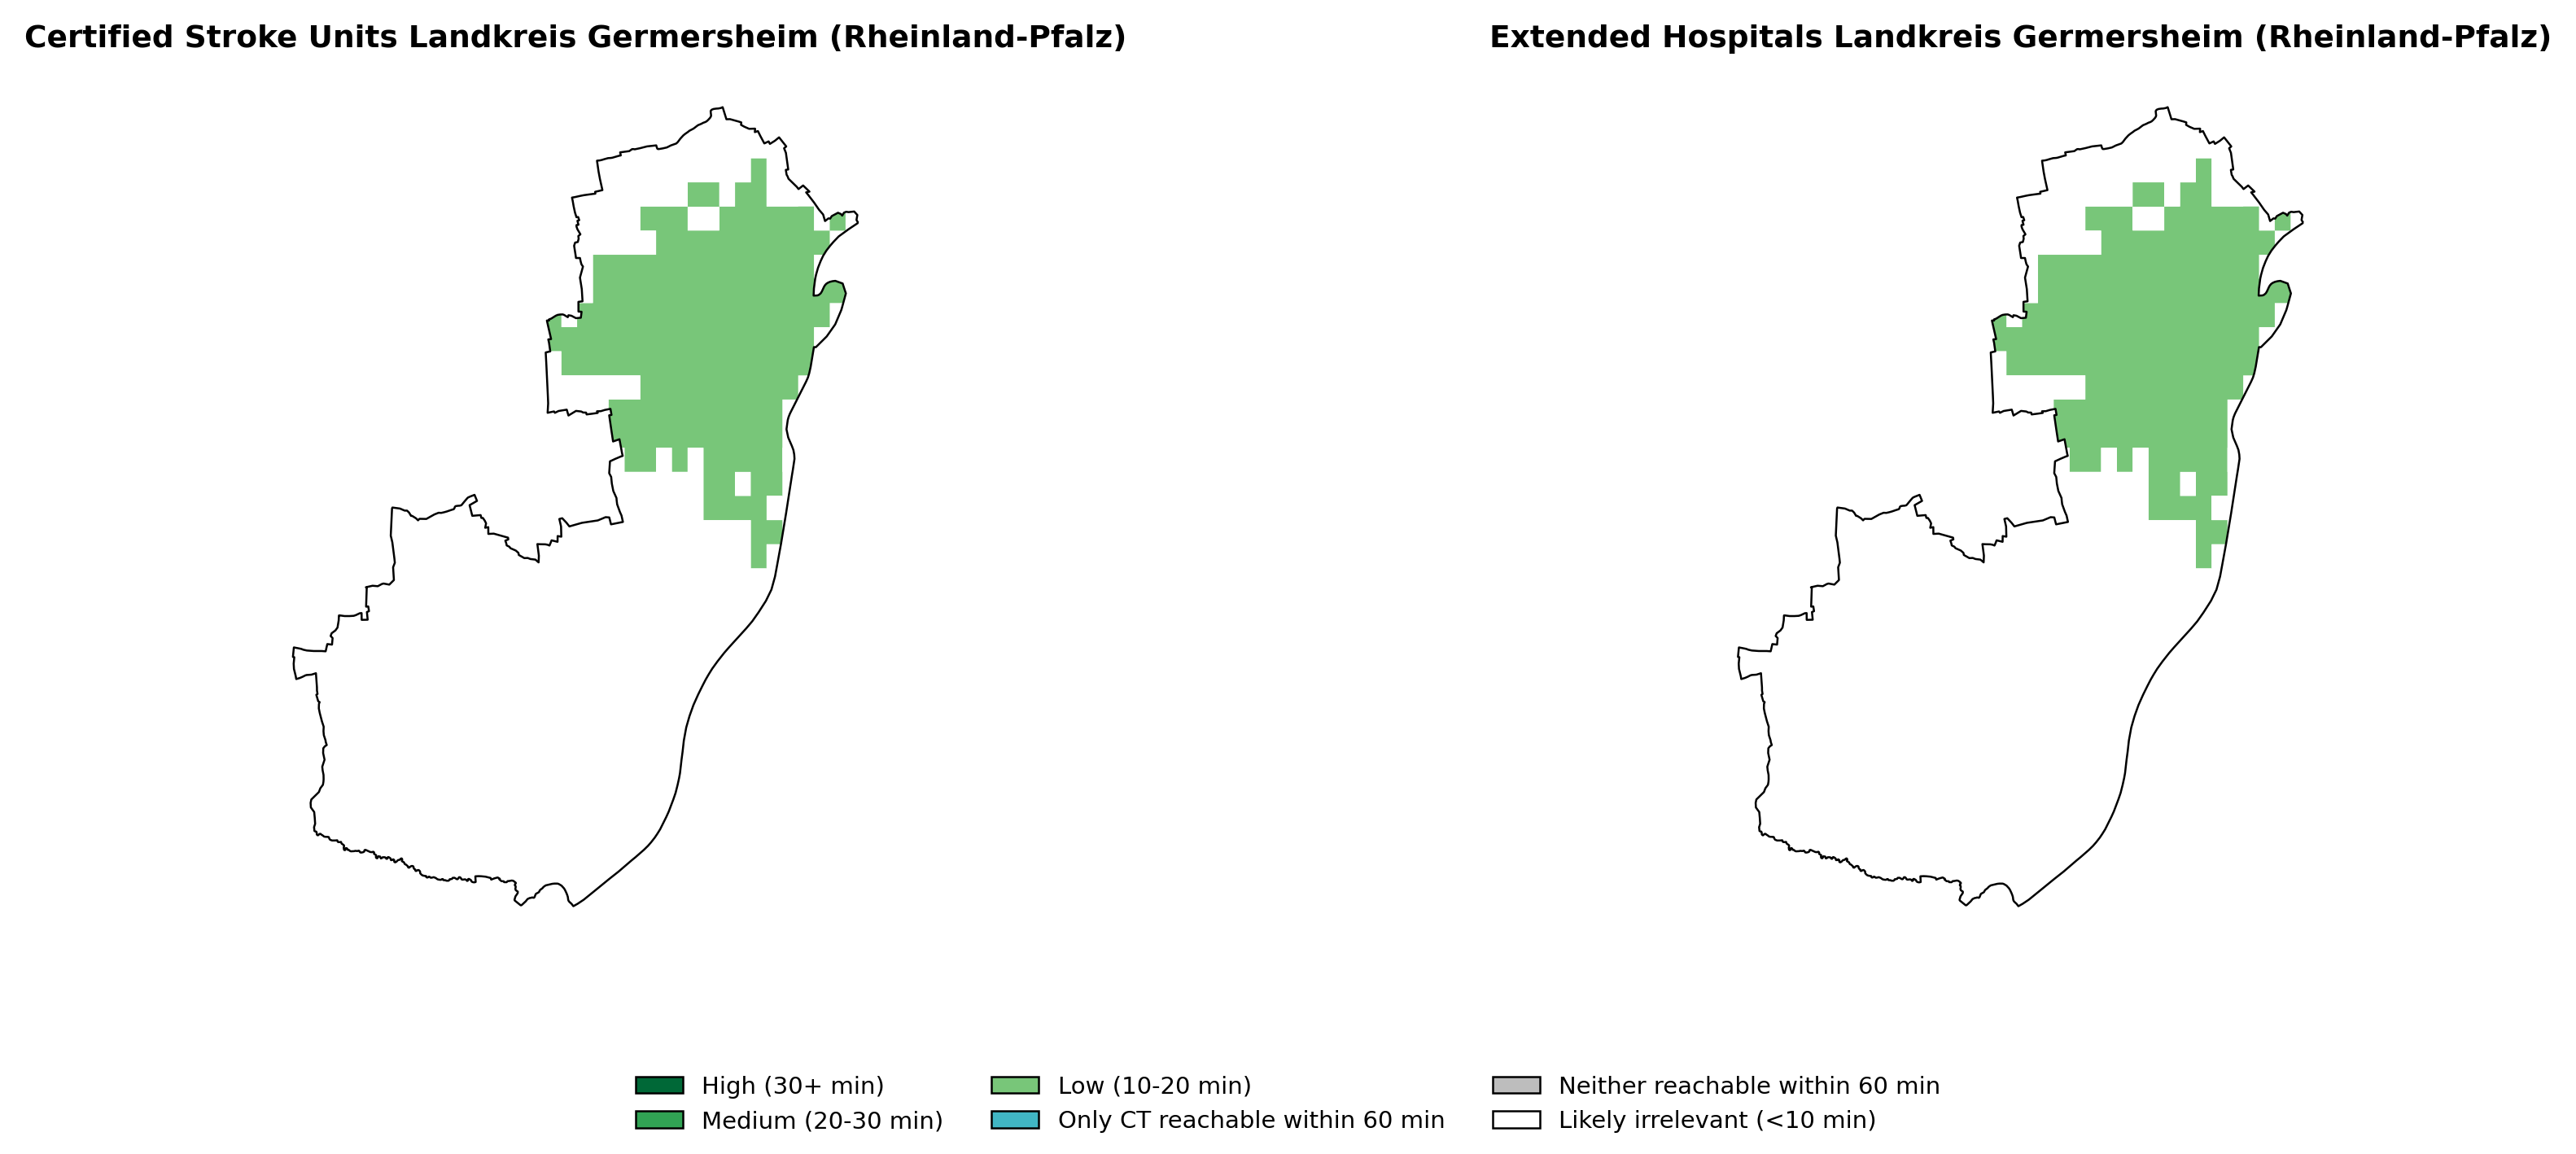 Certified Stroke Units Landkreis Germersheim (Rheinland-Pfalz)
Extended Hospitals Landkreis Germersheim (Rheinland-Pfalz)
High (30+ min)
Medium (20-30 min)
Low (10-20 min)
Only CT reachable within 60 min
Neither reachable within 60 min
Likely irrelevant (<10 min)